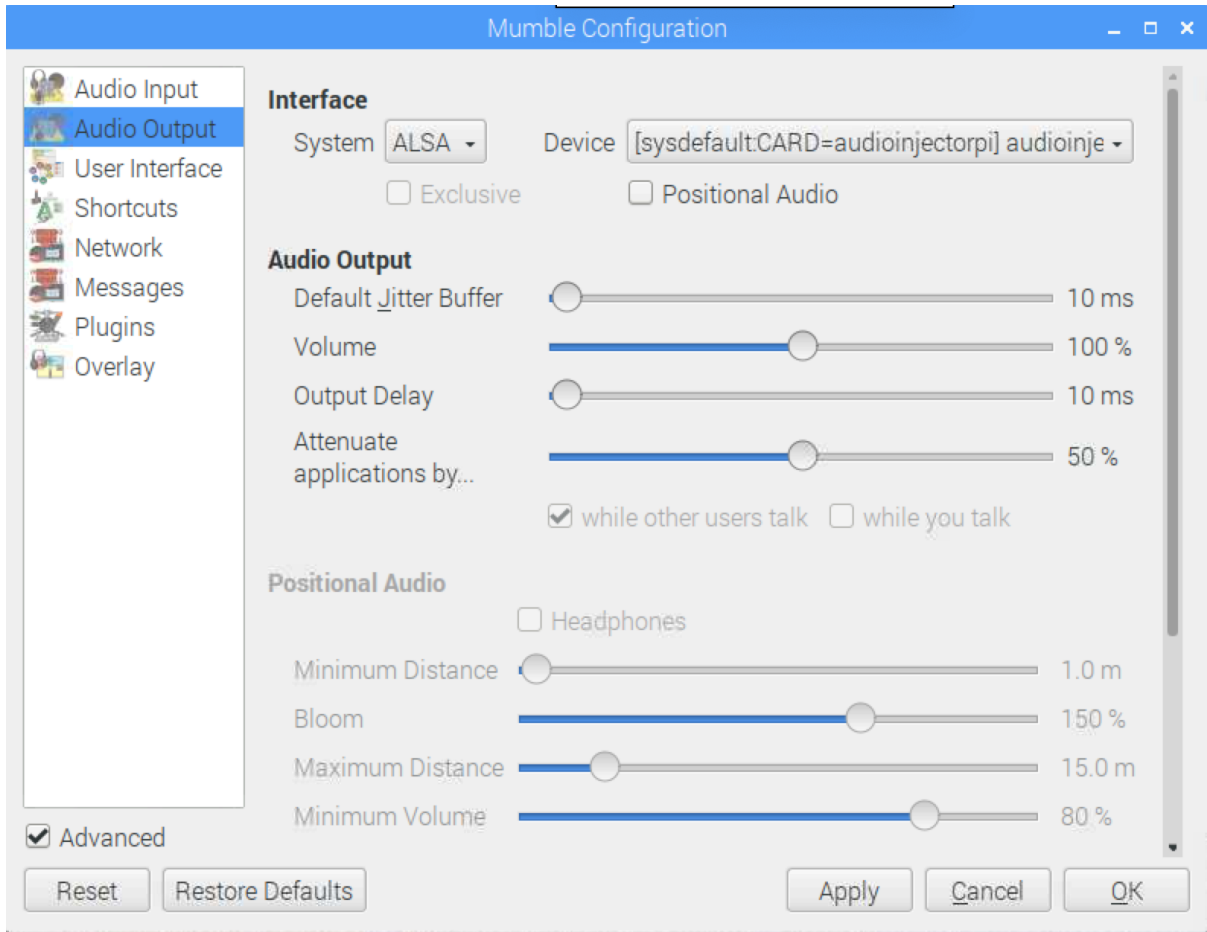 Mumble Configuration
Audio Input
Audio Output
User Interface
Shortcuts
Network
Messages
Plugins
Overlay
Advanced
Interface
System ALSA Device [sysdefault:CARD=audioinjectorpi] audioinje
Exclusive Positional Audio
Audio Output
Default Jitter Buffer 10 ms
Volume 100 %
Output Delay 10 ms
Attenuate
applications by... 50 %
while other users talk while you talk
Positional Audio
Headphones
Minimum Distance 1.0 m
Bloom 150 %
Maximum Distance 15.0 m
Minimum Volume 80 %
Reset Restore Defaults Apply Cancel OK